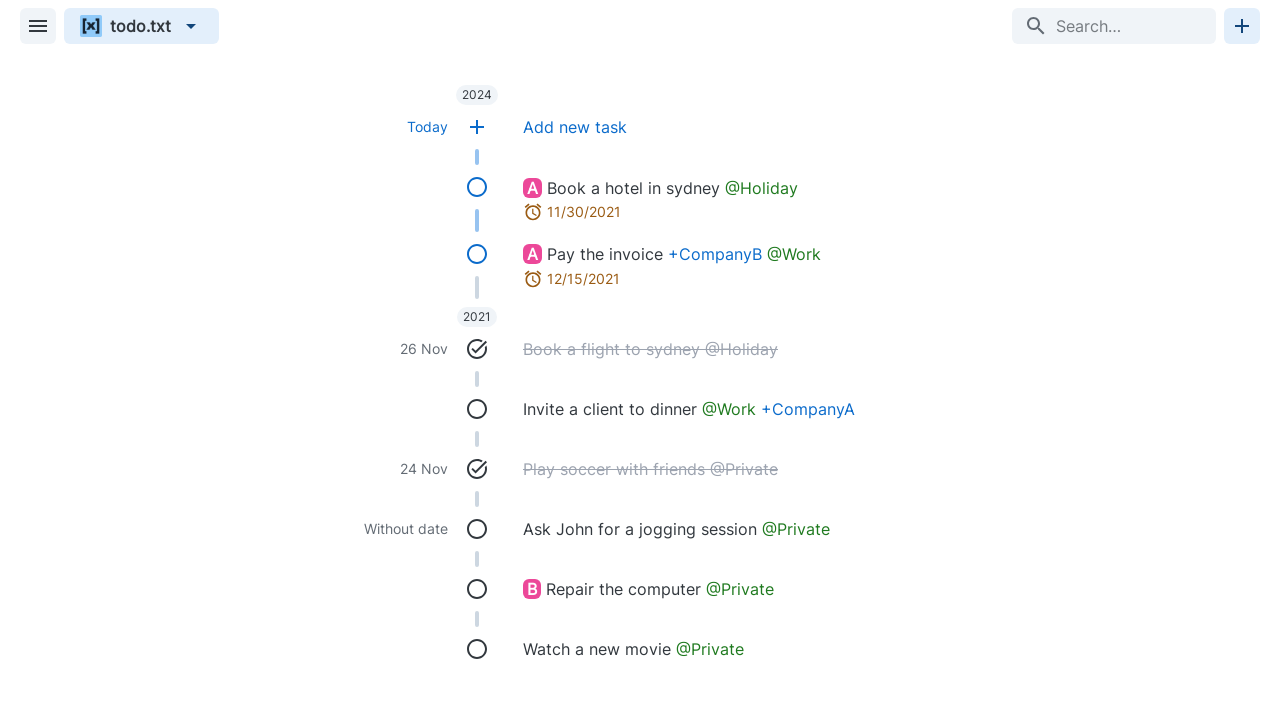 [x] todo.txt
Search...
2024
Today
Add new task
A Book a hotel in sydney @Holiday
11/30/2021
A Pay the invoice +CompanyB @Work
12/15/2021
2021
26 Nov
Book a flight to sydney @Holiday
Invite a client to dinner @Work +CompanyA
24 Nov
Play soccer with friends @Private
Without date
Ask John for a jogging session @Private
B Repair the computer @Private
Watch a new movie @Private